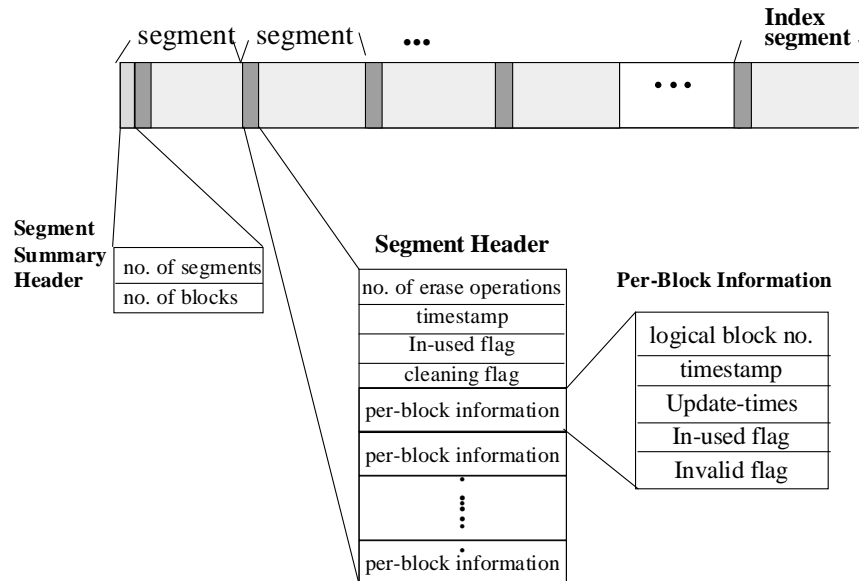 segment
segment
...
Index
segment
...
Segment
Summary
Header
no. of segments
no. of blocks
Segment Header
no. of erase operations
timestamp
In-used flag
cleaning flag
per-block information
per-block information
per-block information
Per-Block Information
logical block no.
timestamp
Update-times
In-used flag
Invalid flag